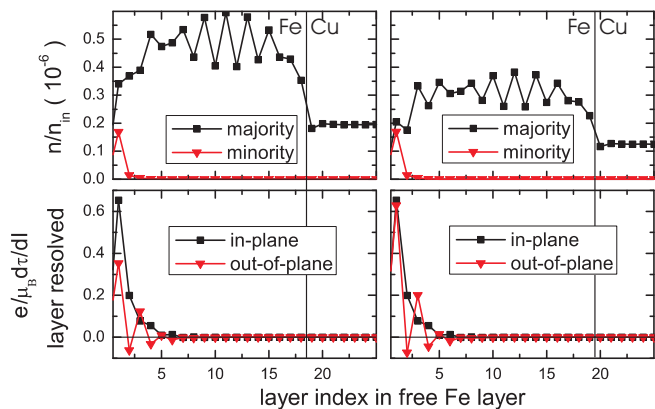 Fe Cu
Fe Cu
0.5
0.4
0.3
0.2
0.1
0.0
n/n_in ( 10^-6)
majority
minority
majority
minority
0.6
0.4
0.2
0.0
e/μ_B dτ/dI
layer resolved
in-plane
out-of-plane
in-plane
out-of-plane
5 10 15 20
5 10 15 20
layer index in free Fe layer